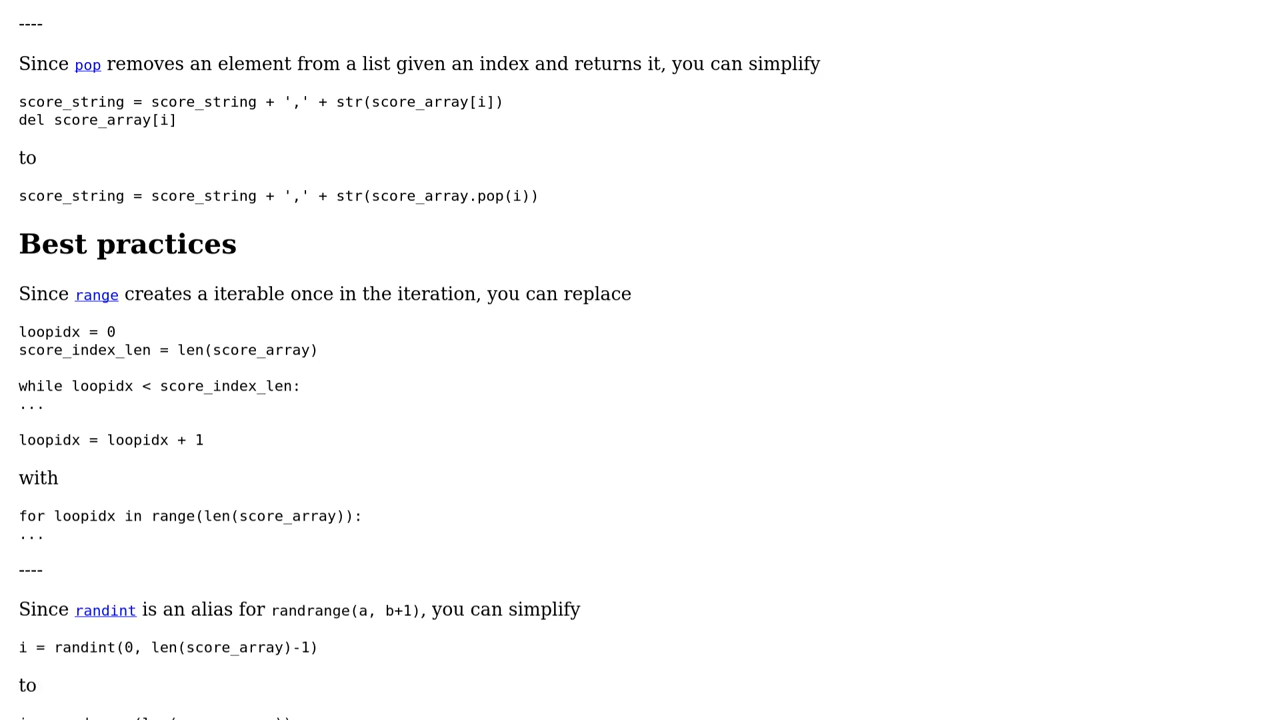 ----
Since pop removes an element from a list given an index and returns it, you can simplify
score_string = score_string + ',' + str(score_array[i])
del score_array[i]
to
score_string = score_string + ',' + str(score_array.pop(i))
Best practices
Since range creates a iterable once in the iteration, you can replace
loopidx = 0
score_index_len = len(score_array)
while loopidx < score_index_len:
...
loopidx = loopidx + 1
with
for loopidx in range(len(score_array)):
...
----
Since randint is an alias for randrange(a, b+1), you can simplify
i = randint(0, len(score_array)-1)
to